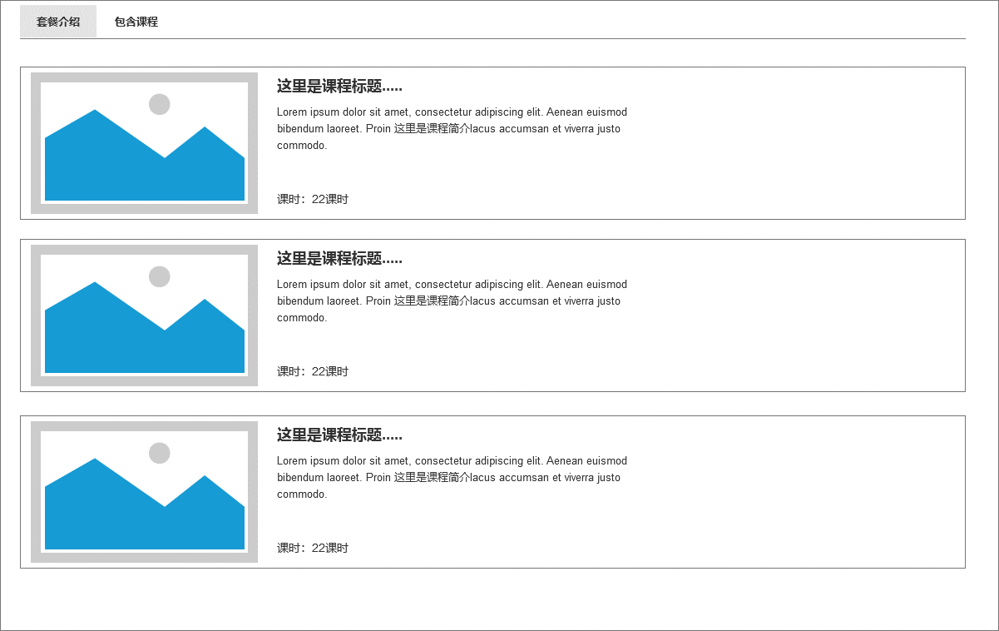 套餐介绍 包含课程
这里是课程标题.....
Lorem ipsum dolor sit amet, consectetur adipiscing elit. Aenean euismod
bibendum laoreet. Proin 这里是课程简介lacus accumsan et viverra justo
commodo.
课时：22课时
这里是课程标题.....
Lorem ipsum dolor sit amet, consectetur adipiscing elit. Aenean euismod
bibendum laoreet. Proin 这里是课程简介lacus accumsan et viverra justo
commodo.
课时：22课时
这里是课程标题.....
Lorem ipsum dolor sit amet, consectetur adipiscing elit. Aenean euismod
bibendum laoreet. Proin 这里是课程简介lacus accumsan et viverra justo
commodo.
课时：22课时